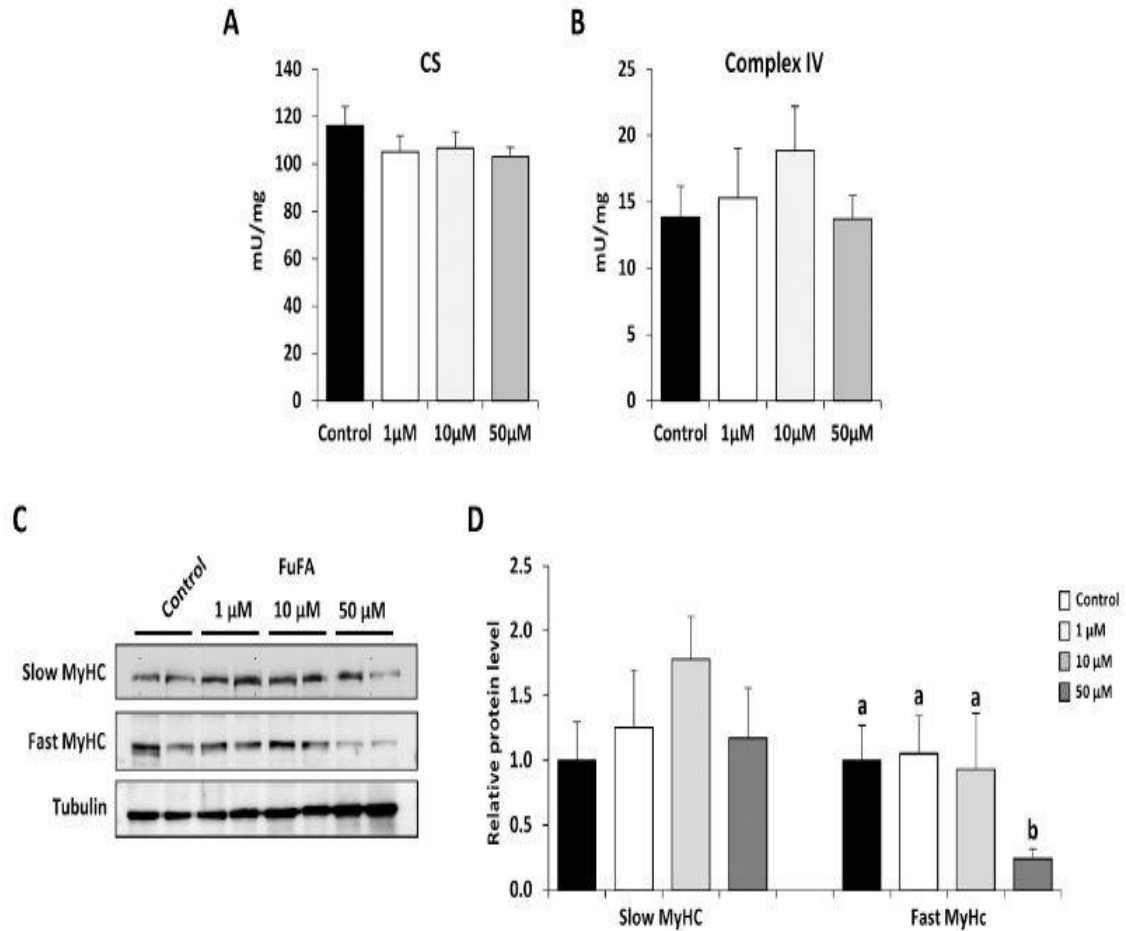 A
CS
mU/mg
140
120
100
80
60
40
20
0
Control 1µM 10µM 50µM
B
Complex IV
mU/mg
25
20
15
10
5
0
Control 1µM 10µM 50µM
C
Control
FuFA
1 µM 10 µM 50 µM
Slow MyHC
Fast MyHC
Tubulin
D
Relative protein level
2.5
2.0
1.5
1.0
0.5
0.0
a a a
b
Slow MyHC Fast MyHc
Control
1 µM
10 µM
50 µM